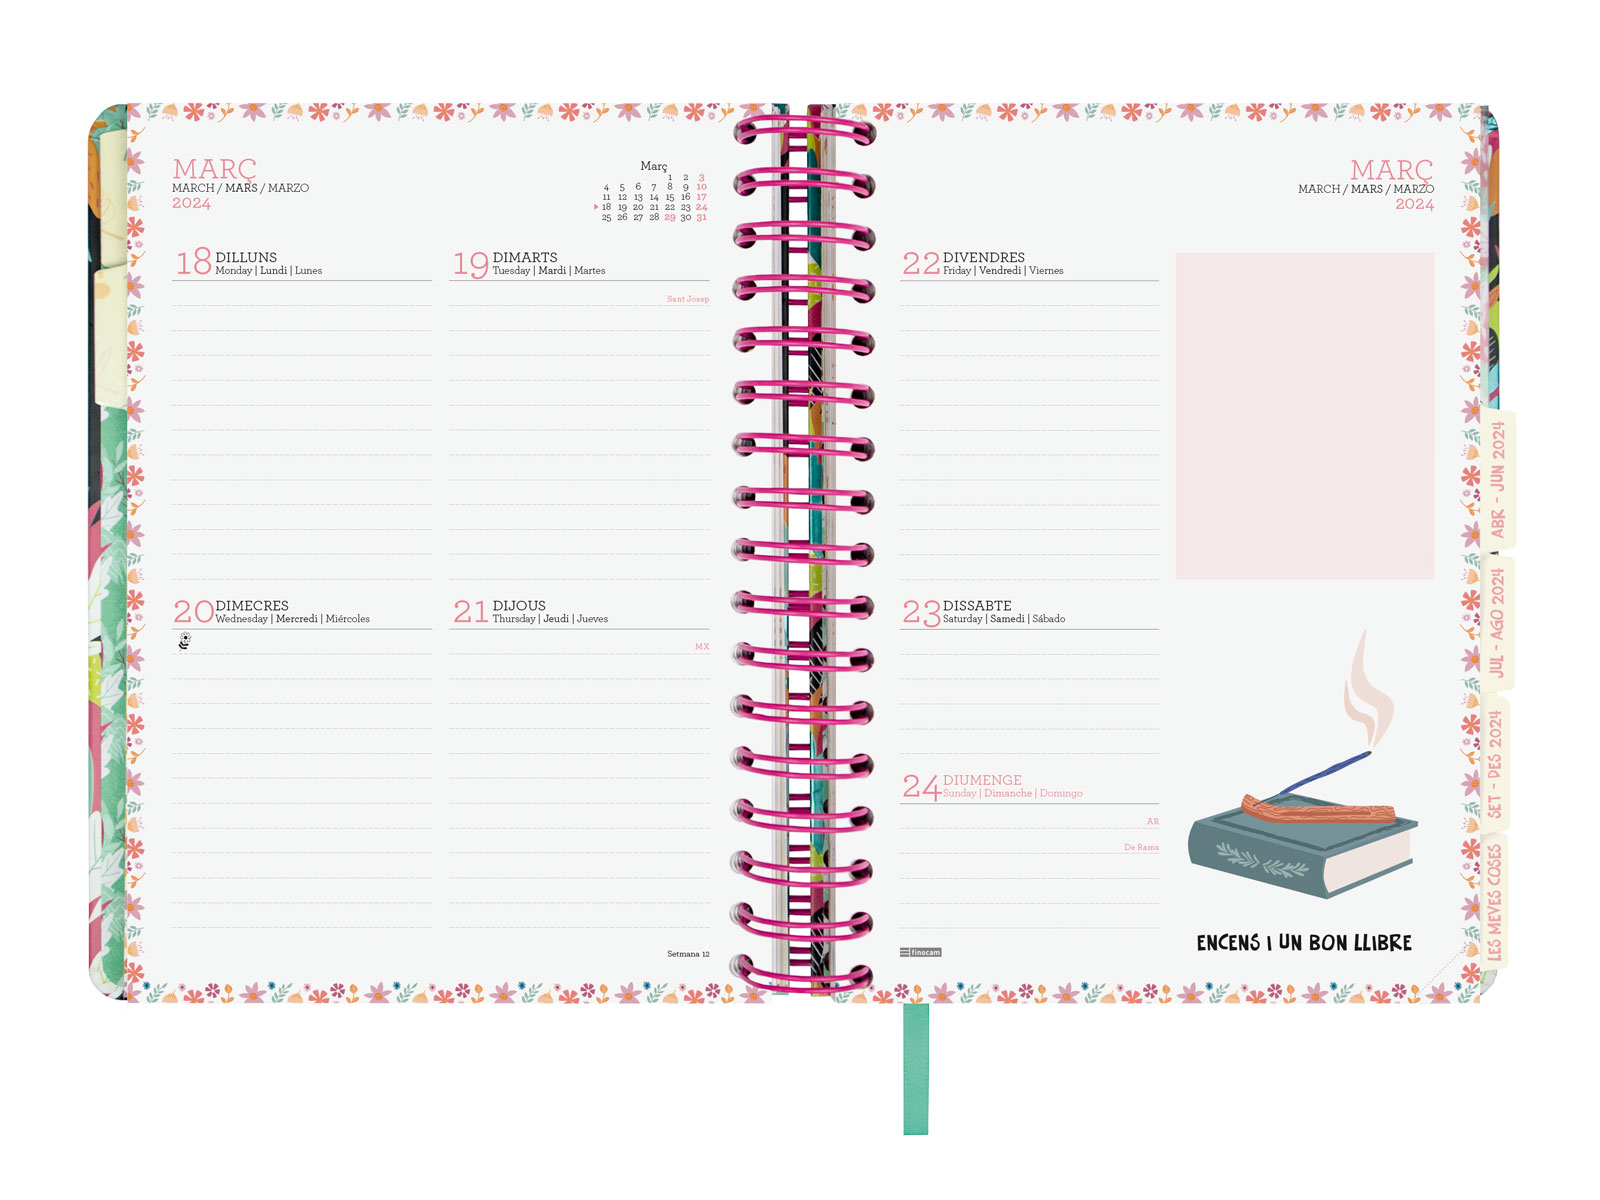 MARÇ
MARCH / MARS / MARZO
2024
Març
1 2 3
4 5 6 7 8 9 10
11 12 13 14 15 16 17
18 19 20 21 22 23 24
25 26 27 28 29 30 31
18 DILLUNS
Monday | Lundi | Lunes
19 DIMARTS
Tuesday | Mardi | Martes
Sant Josep
20 DIMECRES
Wednesday | Mercredi | Miércoles
21 DIJOUS
Thursday | Jeudi | Jueves
MX
Setmana 12
MARÇ
MARCH / MARS / MARZO
2024
22 DIVENDRES
Friday | Vendredi | Viernes
23 DISSABTE
Saturday | Samedi | Sábado
24 DIUMENGE
Sunday | Dimanche | Domingo
AR
De Rams
finocam
ENCENS I UN BON LLIBRE
ABR - JUN 2024
JUL - AGO 2024
SET - DES 2024
LES MEVES COSES